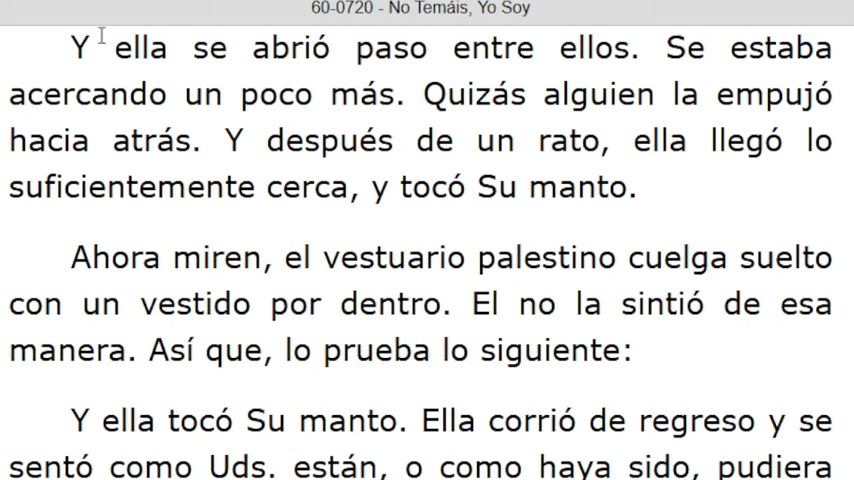 60-0720 - No Temáis, Yo Soy
Y ella se abrió paso entre ellos. Se estaba
acercando un poco más. Quizás alguien la empujó
hacia atrás. Y después de un rato, ella llegó lo
suficientemente cerca, y tocó Su manto.
Ahora miren, el vestuario palestino cuelga suelto
con un vestido por dentro. El no la sintió de esa
manera. Así que, lo prueba lo siguiente:
Y ella tocó Su manto. Ella corrió de regreso y se
sentó como Uds. están, o como haya sido, pudiera